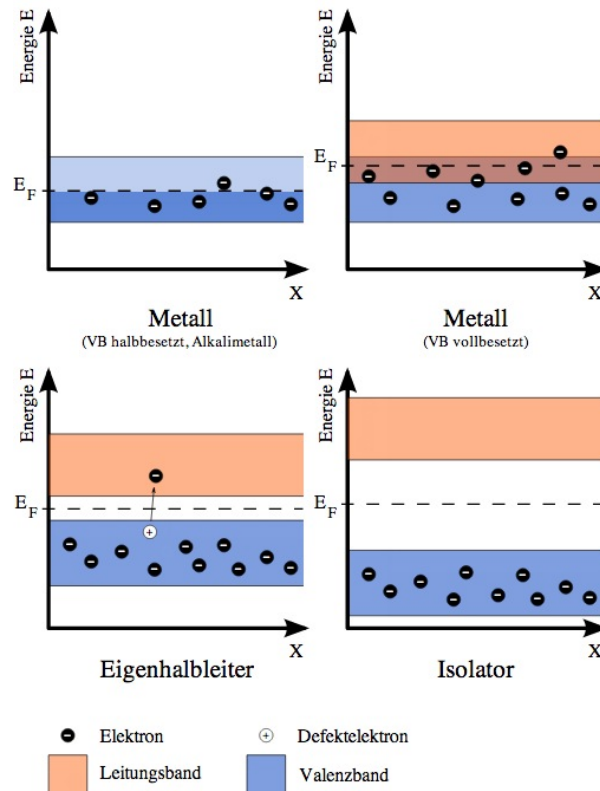 Energie E
E_F
X
Metall
(VB halbbesetzt, Alkalimetall)
Energie E
E_F
X
Metall
(VB vollbesetzt)
Energie E
E_F
X
Eigenhalbleiter
Energie E
E_F
X
Isolator
Elektron
Defektelektron
Leitungsband
Valenzband